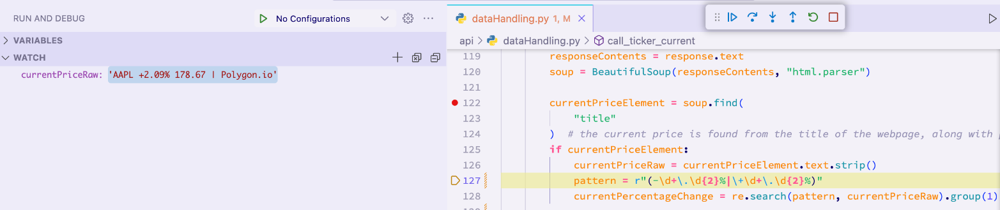 RUN AND DEBUG
No Configurations
VARIABLES
WATCH
currentPriceRaw: 'AAPL +2.09% 178.67 | Polygon.io'
dataHandling.py 1, M
api > dataHandling.py > call_ticker_current
119 responseContents = response.text
120 soup = BeautifulSoup(responseContents, "html.parser")
121
122 currentPriceElement = soup.find(
123 "title"
124 ) # the current price is found from the title of the webpage, along with
125 if currentPriceElement:
126 currentPriceRaw = currentPriceElement.text.strip()
127 pattern = r"(-\d+\.\d{2}%|\+\d+\.\d{2}%)"
128 currentPercentageChange = re.search(pattern, currentPriceRaw).group(1)